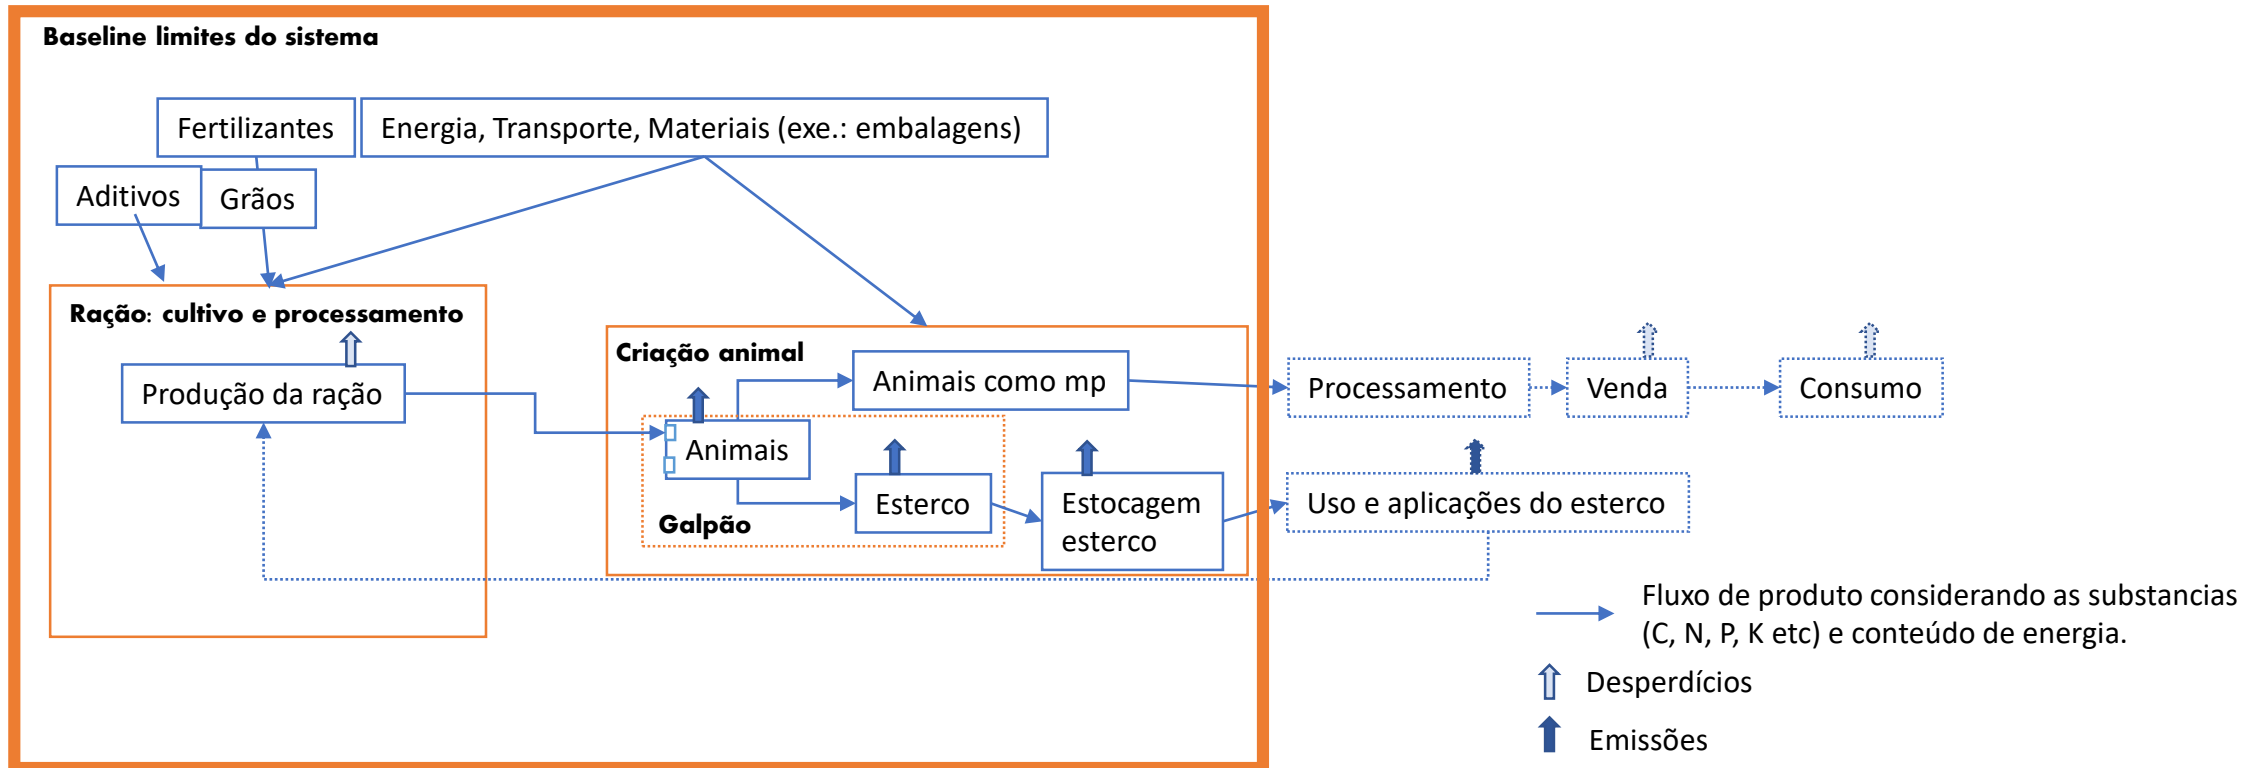 Baseline limites do sistema
Fertilizantes
Energia, Transporte, Materiais (exe.: embalagens)
Aditivos
Grãos
Ração: cultivo e processamento
Produção da ração
Criação animal
Animais como mp
Animais
Esterco
Galpão
Estocagem
esterco
Processamento
Venda
Consumo
Uso e aplicações do esterco
Fluxo de produto considerando as substancias
(C, N, P, K etc) e conteúdo de energia.
Desperdícios
Emissões